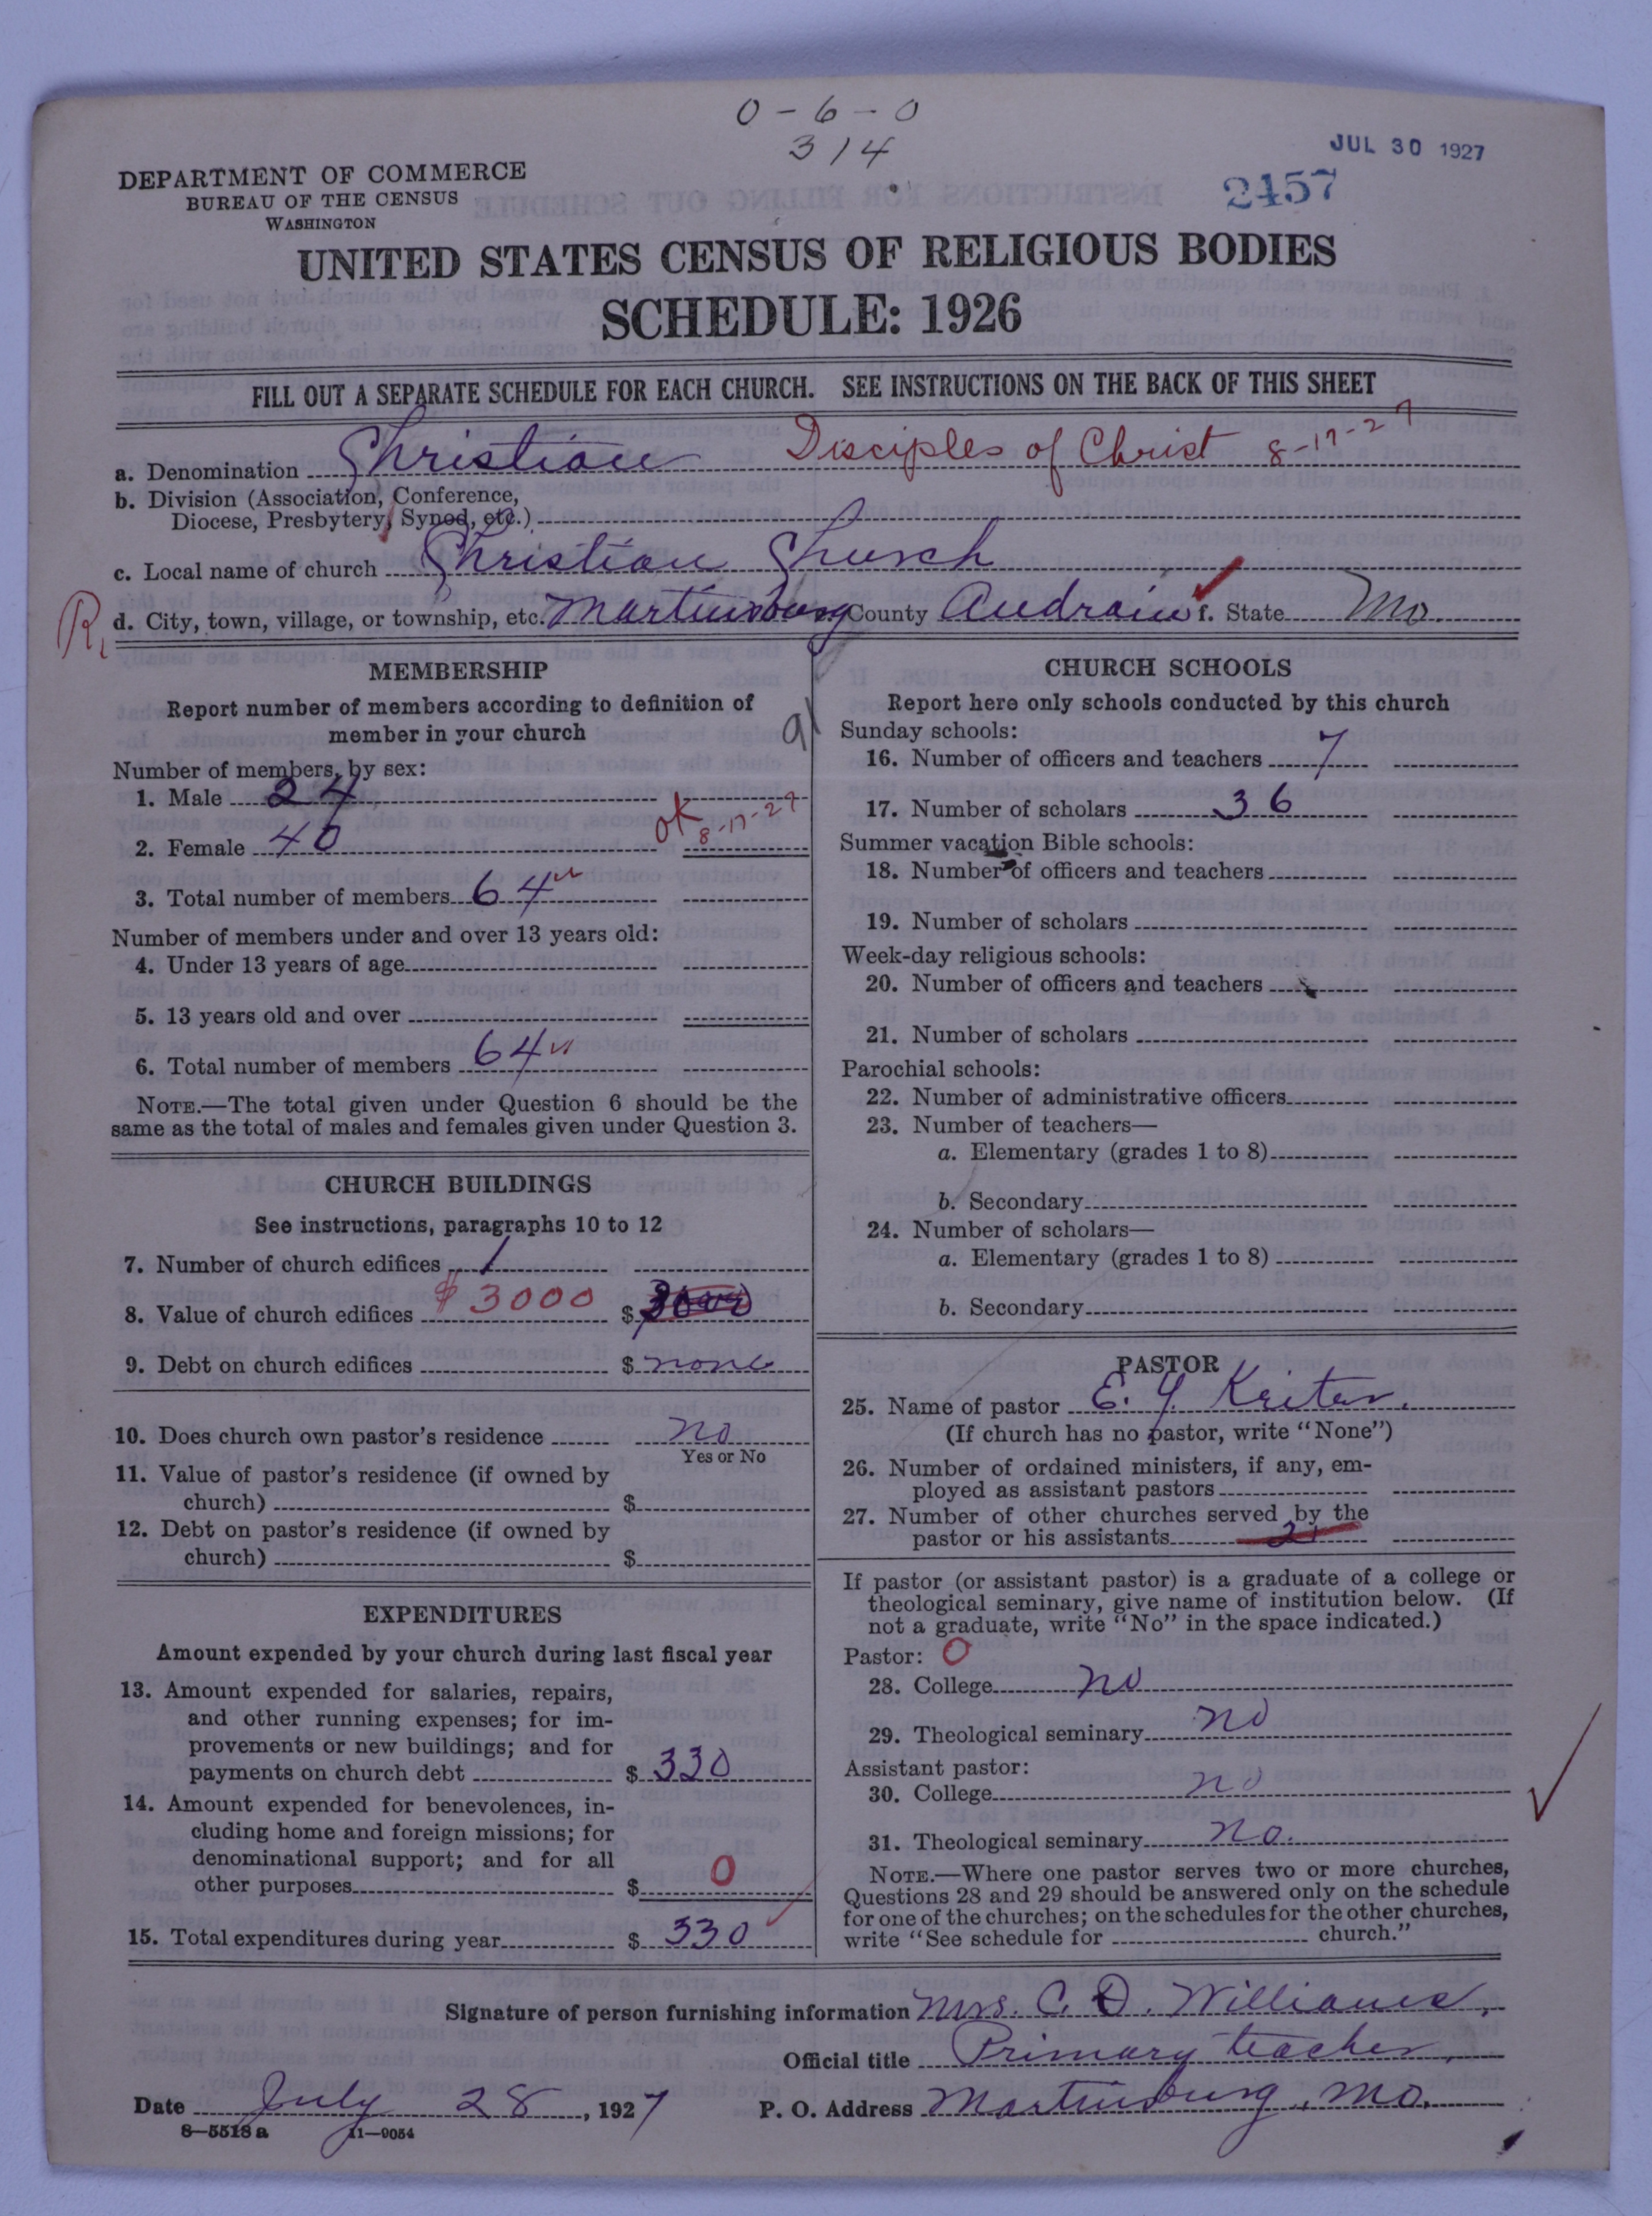 0-6-0
314
JUL 30 1927
2457
DEPARTMENT OF COMMERCE
BUREAU OF THE CENSUS
WASHINGTON
UNITED STATES CENSUS OF RELIGIOUS BODIES
SCHEDULE: 1926
FILL OUT A SEPARATE SCHEDULE FOR EACH CHURCH. SEE INSTRUCTIONS ON THE BACK OF THIS SHEET
a. Denomination Christian Disciples of Christ 8-17-27
b. Division (Association, Conference,
Diocese, Presbytery, Synod, etc.)
c. Local name of church Christian Church
d. City, town, village, or township, etc. Martinsburg County Audrain f. State Mo.
MEMBERSHIP
Report number of members according to definition of
member in your church
Number of members, by sex:
1. Male 24
2. Female 40 ok 8-17-27
3. Total number of members 64
Number of members under and over 13 years old:
4. Under 13 years of age
5. 13 years old and over
6. Total number of members 64
NOTE.—The total given under Question 6 should be the
same as the total of males and females given under Question 3.
CHURCH BUILDINGS
See instructions, paragraphs 10 to 12
7. Number of church edifices 1
8. Value of church edifices $3000 $ 3000
9. Debt on church edifices $ none
10. Does church own pastor's residence no
Yes or No
11. Value of pastor's residence (if owned by
church) $
12. Debt on pastor's residence (if owned by
church) $
EXPENDITURES
Amount expended by your church during last fiscal year
13. Amount expended for salaries, repairs,
and other running expenses; for im-
provements or new buildings; and for
payments on church debt $ 330
14. Amount expended for benevolences, in-
cluding home and foreign missions; for
denominational support; and for all
other purposes $ 0
15. Total expenditures during year $ 330
CHURCH SCHOOLS
Report here only schools conducted by this church
Sunday schools:
16. Number of officers and teachers 7
17. Number of scholars 36
Summer vacation Bible schools:
18. Number of officers and teachers
19. Number of scholars
Week-day religious schools:
20. Number of officers and teachers
21. Number of scholars
Parochial schools:
22. Number of administrative officers
23. Number of teachers—
a. Elementary (grades 1 to 8)
b. Secondary
24. Number of scholars—
a. Elementary (grades 1 to 8)
b. Secondary
PASTOR
25. Name of pastor E. Y Keiter.
(If church has no pastor, write "None")
26. Number of ordained ministers, if any, em-
ployed as assistant pastors
27. Number of other churches served by the
pastor or his assistants 2
If pastor (or assistant pastor) is a graduate of a college or
theological seminary, give name of institution below. (If
not a graduate, write "No" in the space indicated.)
Pastor: 0
28. College no
29. Theological seminary no
Assistant pastor:
30. College no
31. Theological seminary no.
NOTE.—Where one pastor serves two or more churches,
Questions 28 and 29 should be answered only on the schedule
for one of the churches; on the schedules for the other churches,
write "See schedule for church."
Signature of person furnishing information Mrs. C. D. Williams,
Official title Primary teacher,
Date July 28, 1927 P. O. Address Martinsburg, Mo.
8—5518a 11—9054